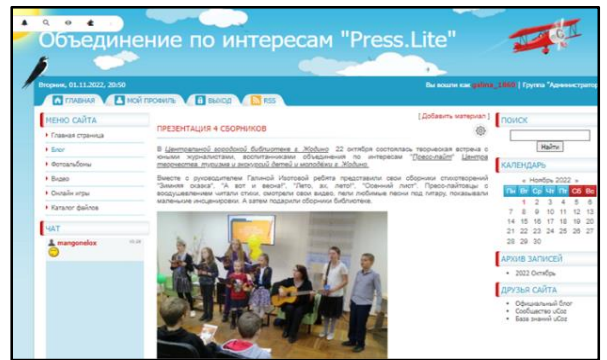 Объединение по интересам "Press.Lite"
Вторник, 01.11.2022, 20:50
Вы вошли как galina_1860 | Группа "Администратор
ГЛАВНАЯ
МОЙ ПРОФИЛЬ
ВЫХОД
RSS
МЕНЮ САЙТА
Главная страница
Блог
Фотоальбомы
Видео
Онлайн игры
Каталог файлов
ЧАТ
mangonelox
[ Добавить материал ]
ПРЕЗЕНТАЦИЯ 4 СБОРНИКОВ
В Центральной городской библиотеке г. Жодино 22 октября состоялась творческая встреча с
юными журналистами, воспитанниками объединения по интересам "Пресс-лайт" Центра
творчества, туризма и экскурсий детей и молодёжи г. Жодино.
Вместе с руководителем Галиной Изотовой ребята представили свои сборники стихотворений
"Зимняя сказка", "А вот и весна!", "Лето, ах, лето!", "Осенний лист". Пресс-лайтовцы с
воодушевлением читали стихи, смотрели свои видео, пели любимые песни под гитару, показывали
маленькие инсценировки. А затем подарили сборники библиотеке.
ПОИСК
Найти
КАЛЕНДАРЬ
« Ноябрь 2022 »
Пн Вт Ср Чт Пт Сб Вс
1 2 3 4 5 6
7 8 9 10 11 12 13
14 15 16 17 18 19 20
21 22 23 24 25 26 27
28 29 30
АРХИВ ЗАПИСЕЙ
2022 Октябрь
ДРУЗЬЯ САЙТА
Официальный блог
Сообщество uCoz
База знаний uCoz